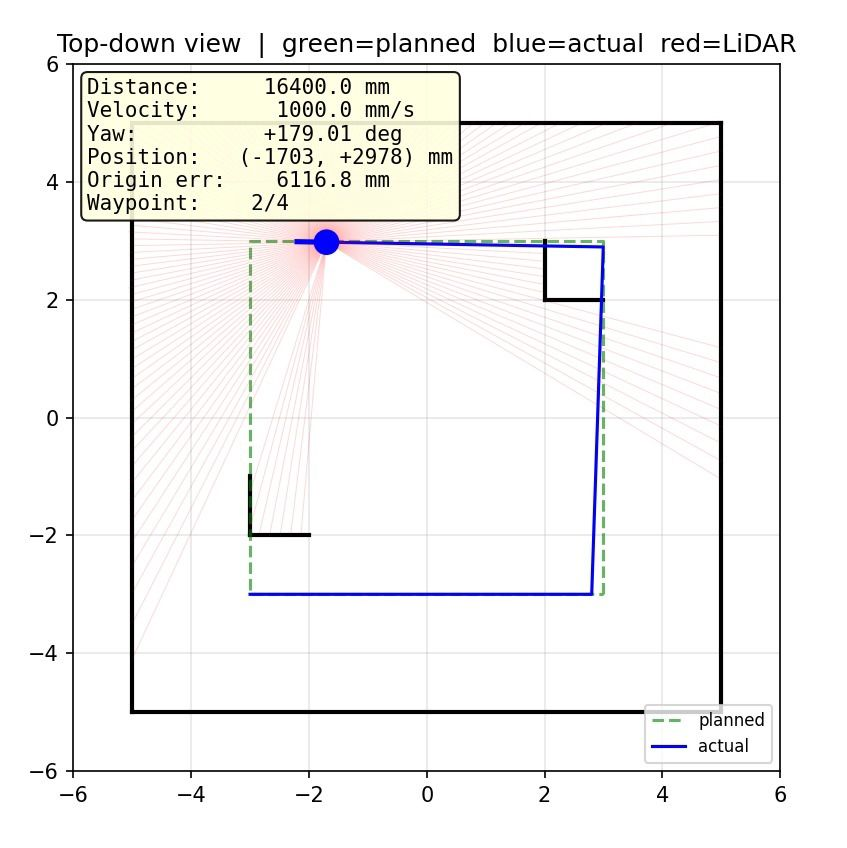 Top-down view | green=planned blue=actual red=LiDAR
Distance: 16400.0 mm
Velocity: 1000.0 mm/s
Yaw: +179.01 deg
Position: (-1703, +2978) mm
Origin err: 6116.8 mm
Waypoint: 2/4
6
4
2
0
−2
−4
−6
planned
actual
−6 −4 −2 0 2 4 6